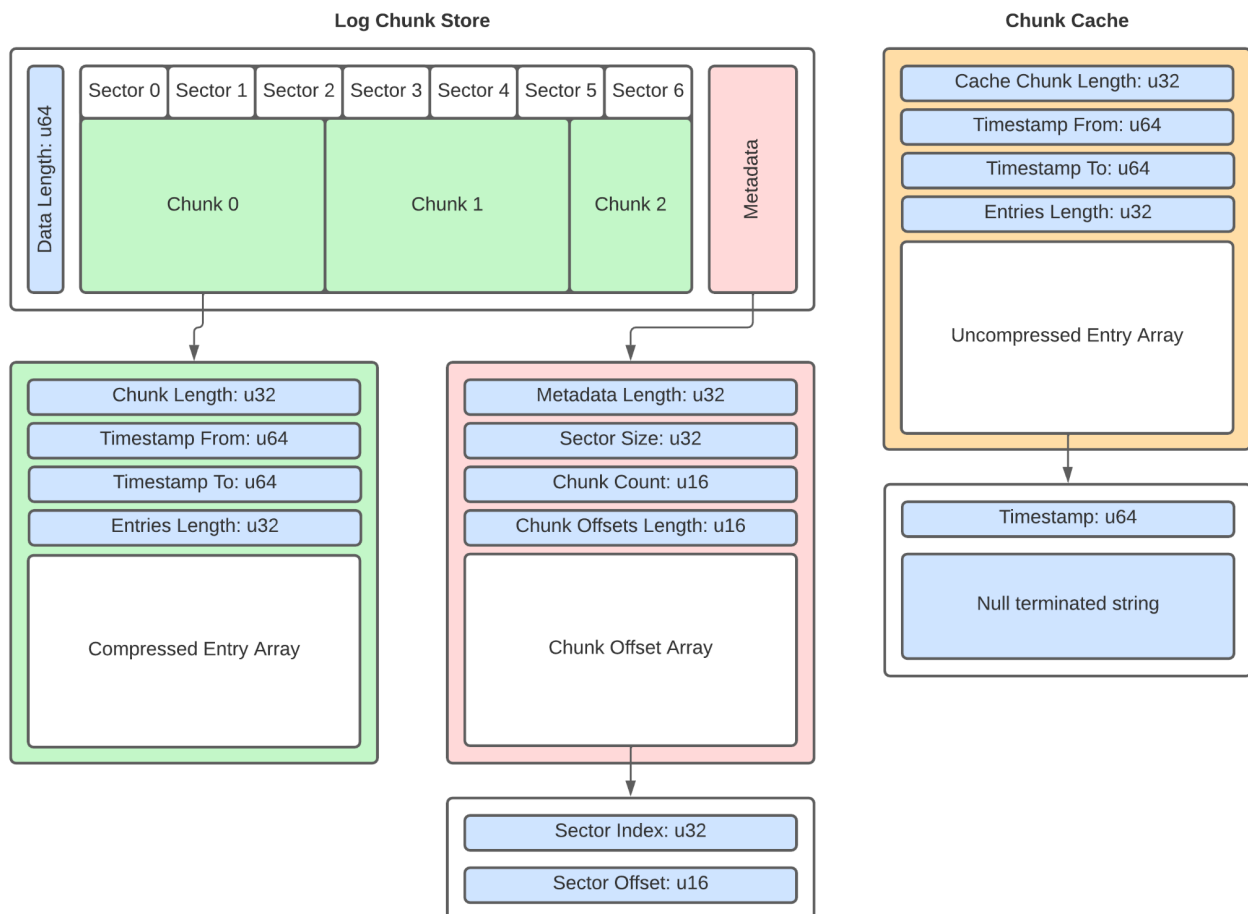 Log Chunk Store
Data Length: u64
Sector 0
Sector 1
Sector 2
Sector 3
Sector 4
Sector 5
Sector 6
Chunk 0
Chunk 1
Chunk 2
Metadata
Chunk Length: u32
Timestamp From: u64
Timestamp To: u64
Entries Length: u32
Compressed Entry Array
Metadata Length: u32
Sector Size: u32
Chunk Count: u16
Chunk Offsets Length: u16
Chunk Offset Array
Sector Index: u32
Sector Offset: u16
Chunk Cache
Cache Chunk Length: u32
Timestamp From: u64
Timestamp To: u64
Entries Length: u32
Uncompressed Entry Array
Timestamp: u64
Null terminated string